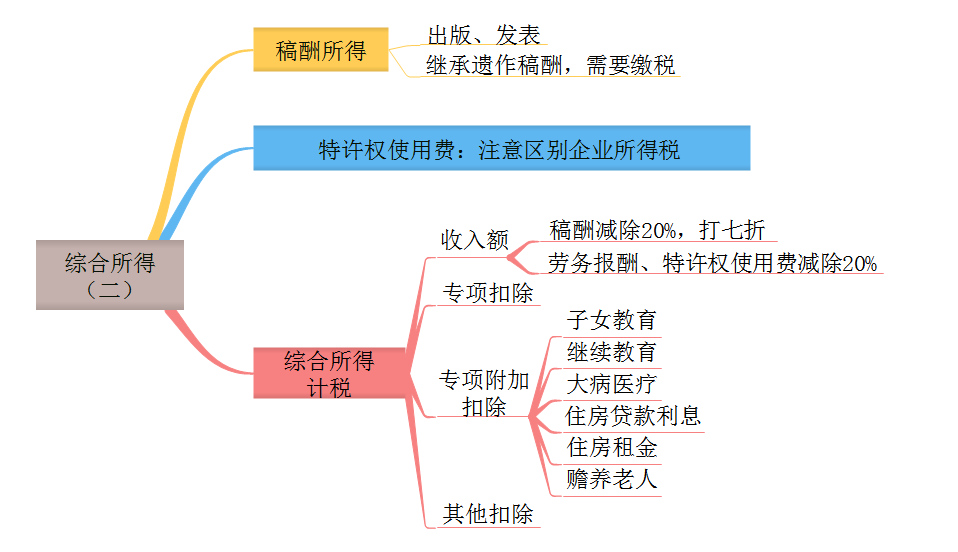 稿酬所得
出版、发表
继承遗作稿酬，需要缴税
特许权使用费：注意区别企业所得税
综合所得
（二）
综合所得
计税
收入额
稿酬减除20%，打七折
劳务报酬、特许权使用费减除20%
专项扣除
专项附加
扣除
子女教育
继续教育
大病医疗
住房贷款利息
住房租金
赡养老人
其他扣除